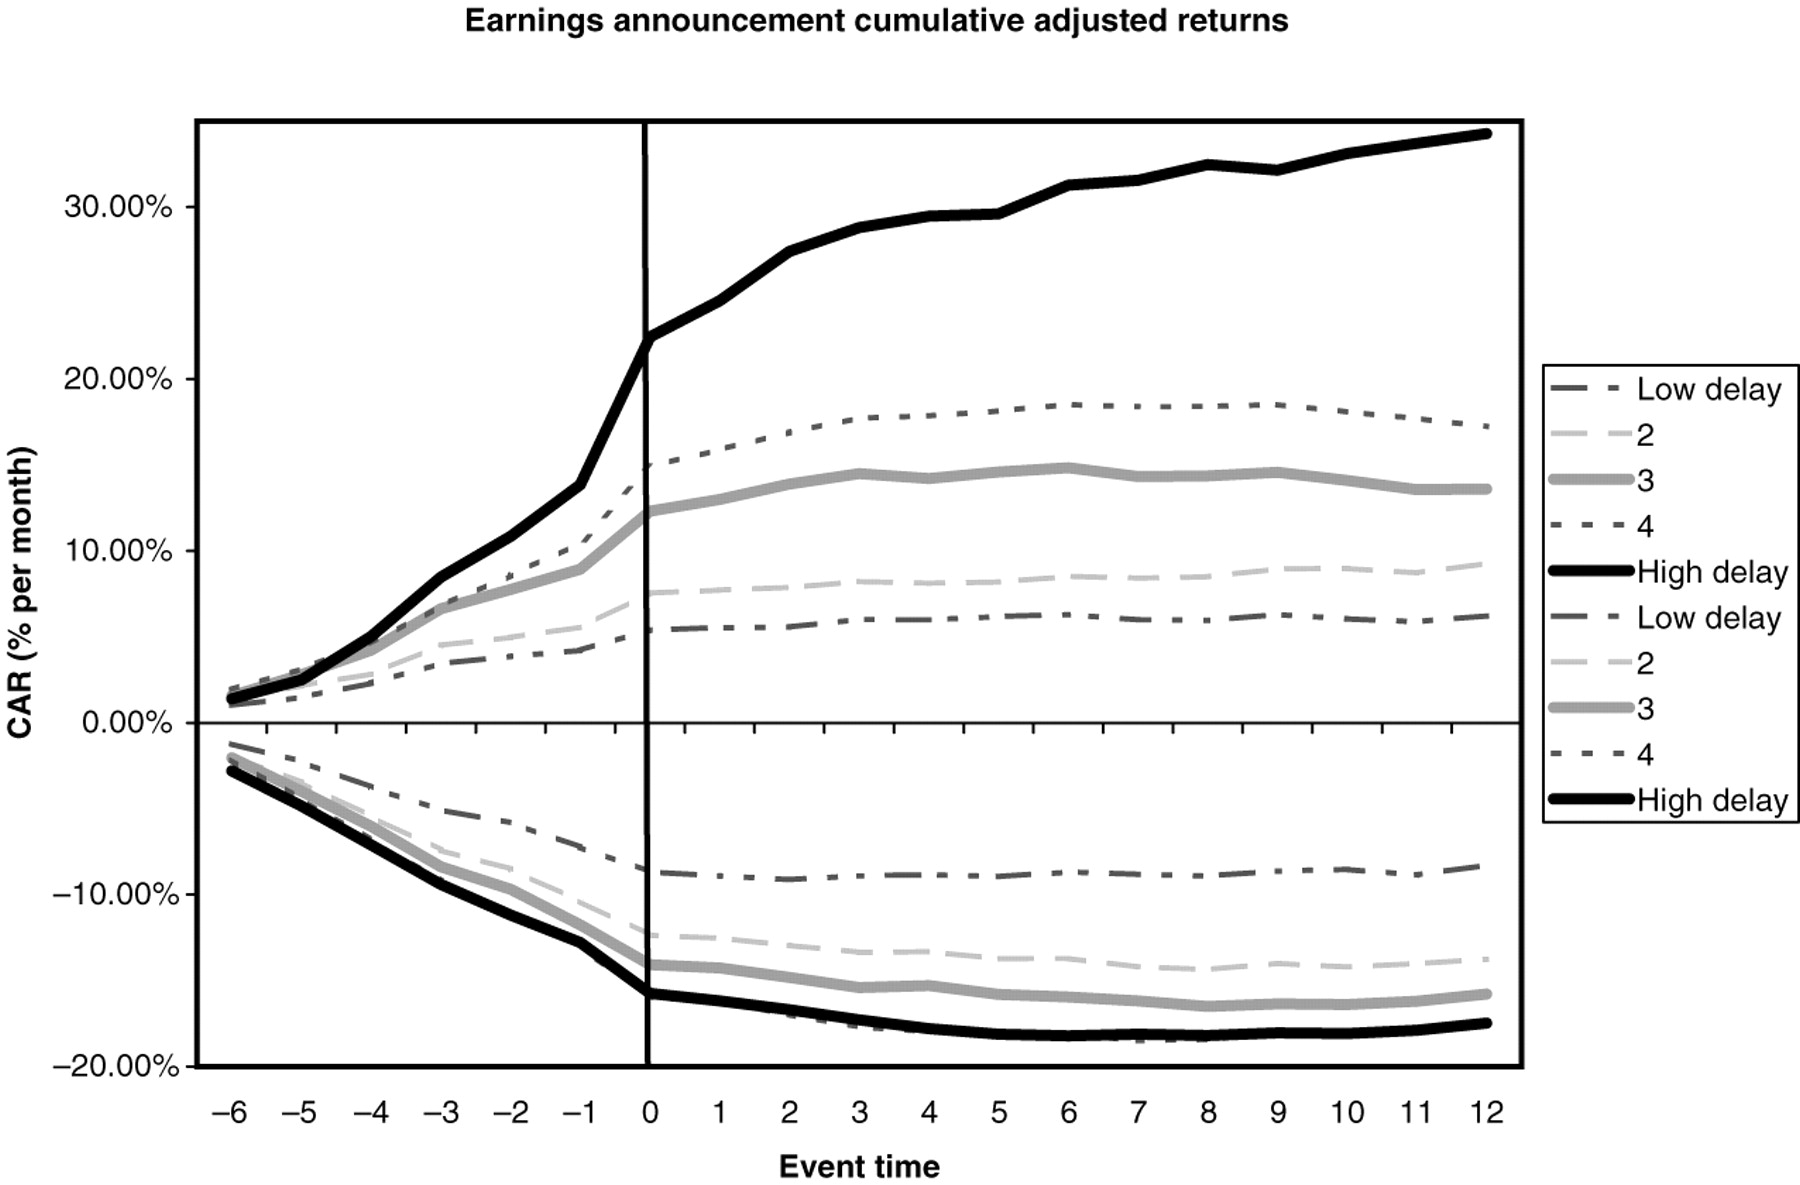 Earnings announcement cumulative adjusted returns
CAR (% per month)
30.00%
20.00%
10.00%
0.00%
–10.00%
–20.00%
–6 –5 –4 –3 –2 –1 0 1 2 3 4 5 6 7 8 9 10 11 12
Event time
Low delay
2
3
4
High delay
Low delay
2
3
4
High delay